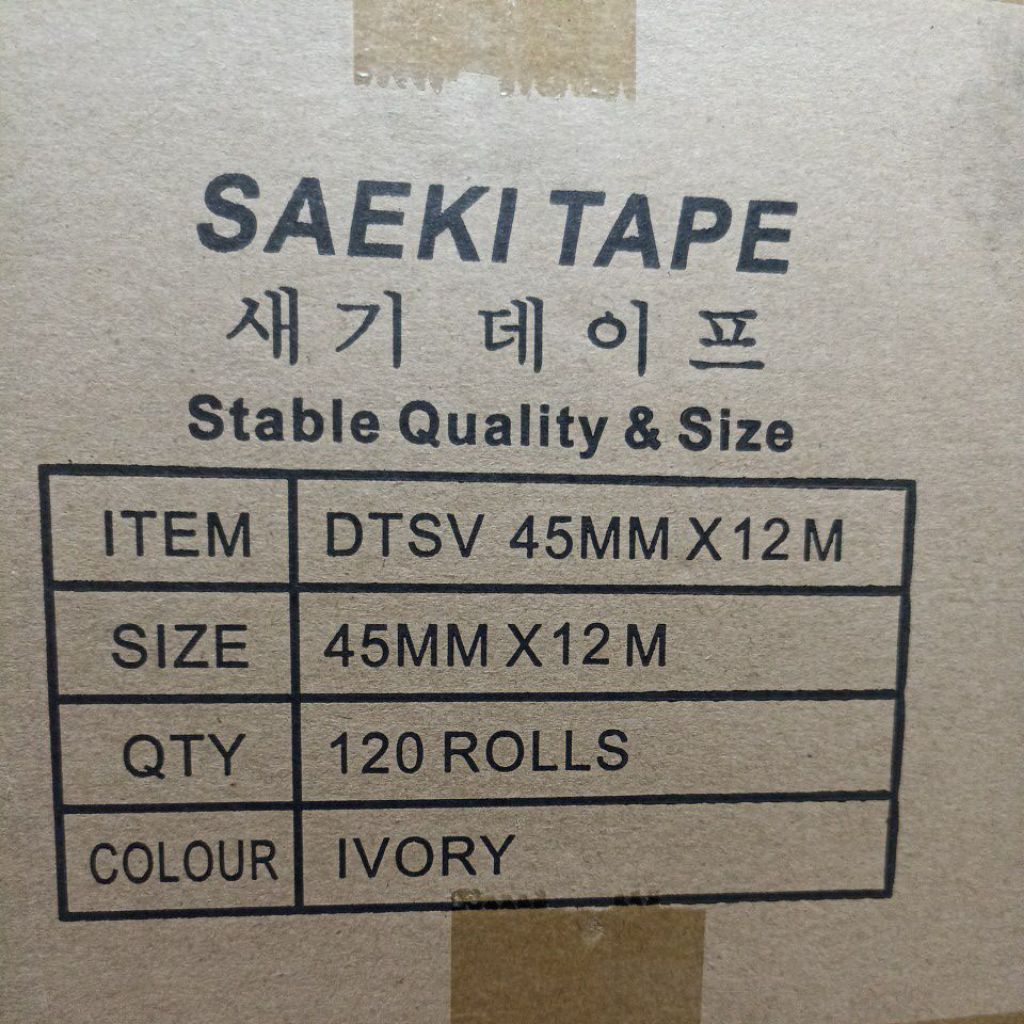 SAEKI TAPE
새기 데이프
Stable Quality & Size
ITEM DTSV 45MM X12M
SIZE 45MM X12M
QTY 120 ROLLS
COLOUR IVORY